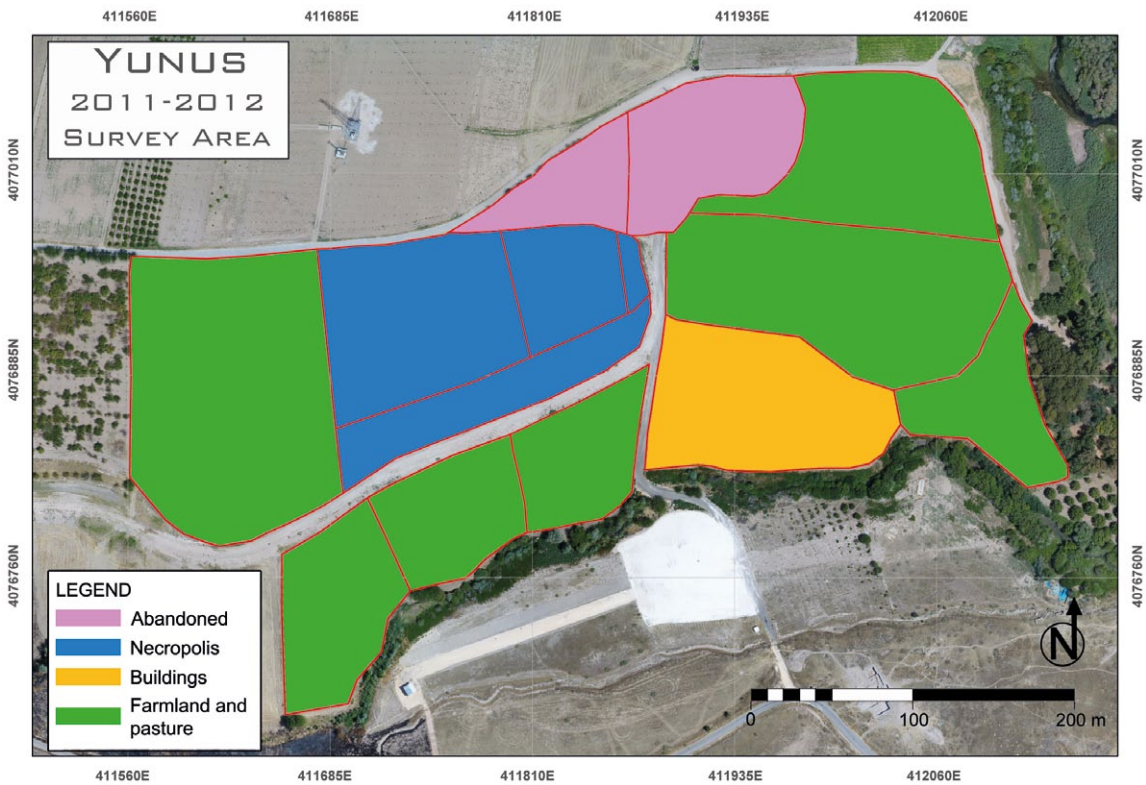 411560E 411685E 411810E 411935E 412060E
YUNUS
2011-2012
SURVEY AREA
4077010N 4077010N
4076885N 4076885N
4076760N 4076760N
LEGEND
Abandoned
Necropolis
Buildings
Farmland and
pasture
N
0 100 200 m
411560E 411685E 411810E 411935E 412060E